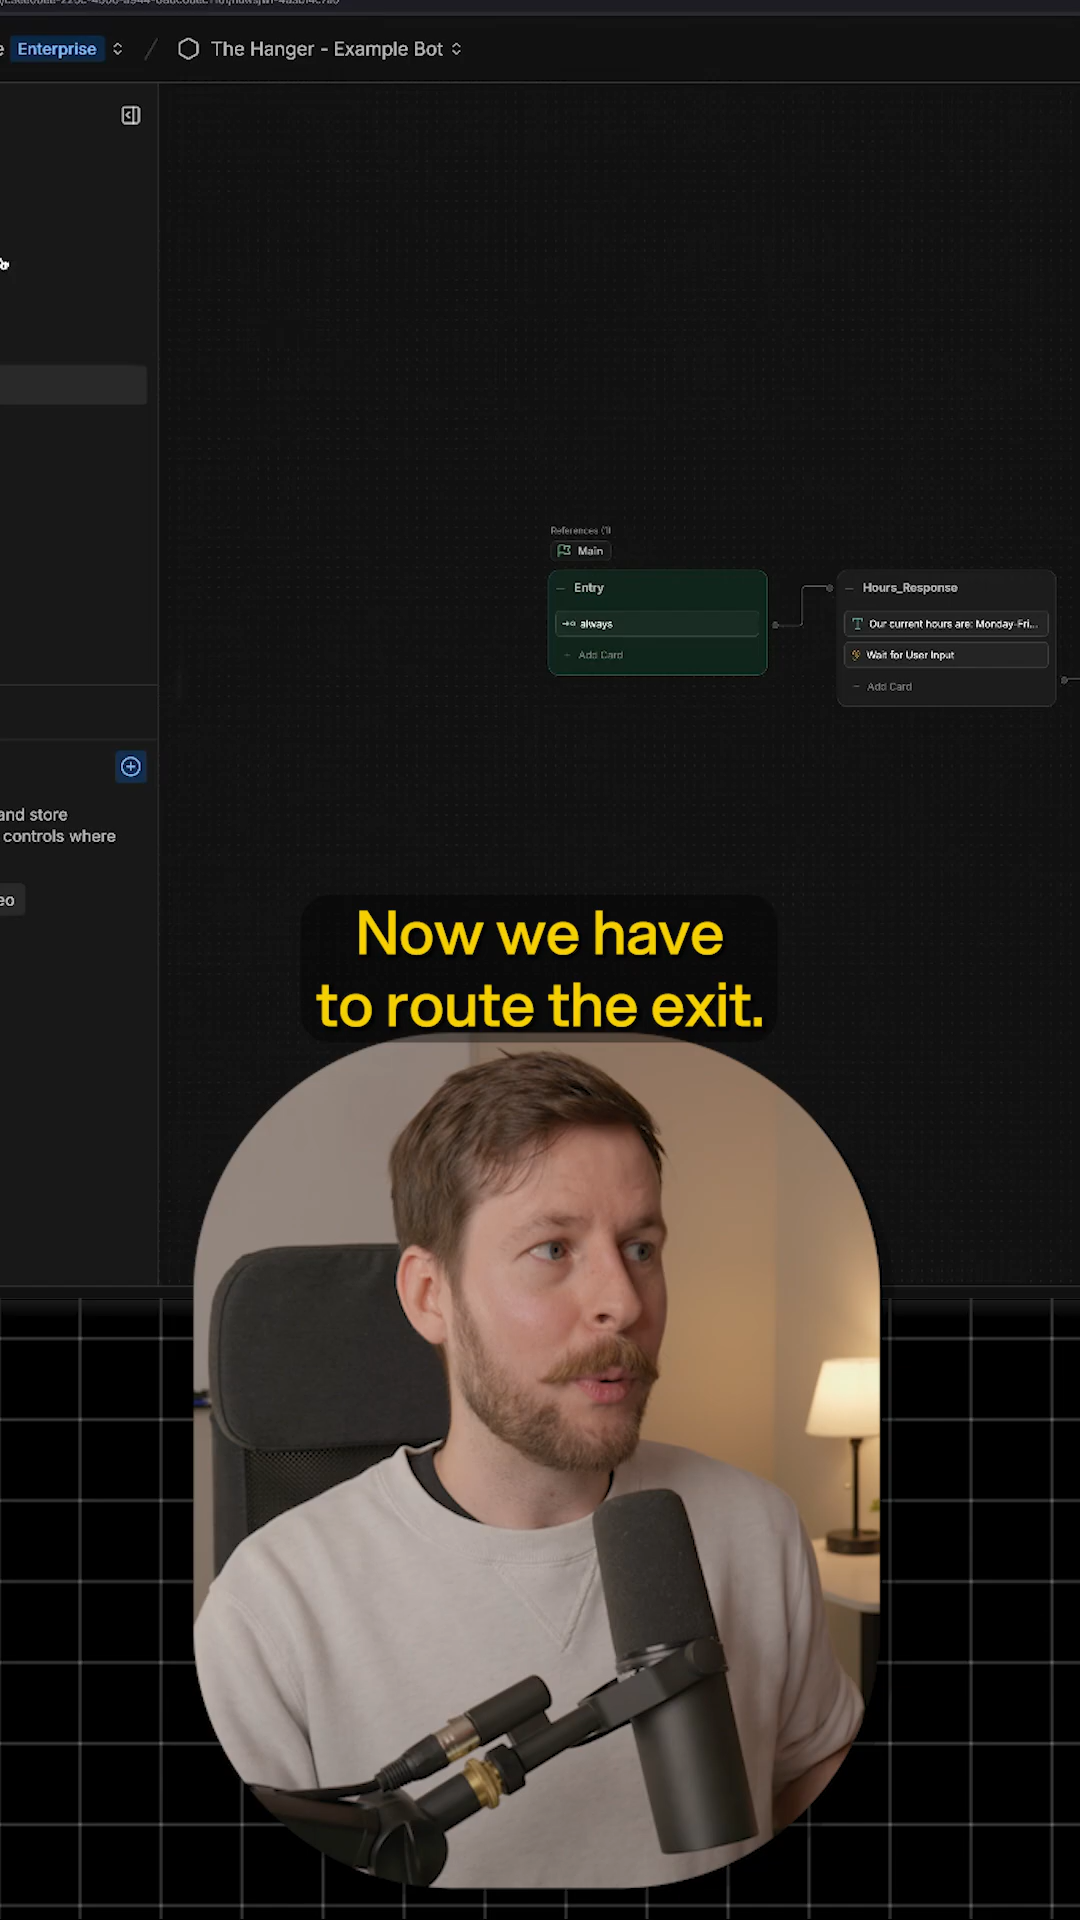 Enterprise
The Hanger - Example Bot
References (1)
Main
Entry
always
Add Card
Hours_Response
Our current hours are: Monday-Fri...
Wait for User Input
Add Card
and store
controls where
eo
Now we have
to route the exit.